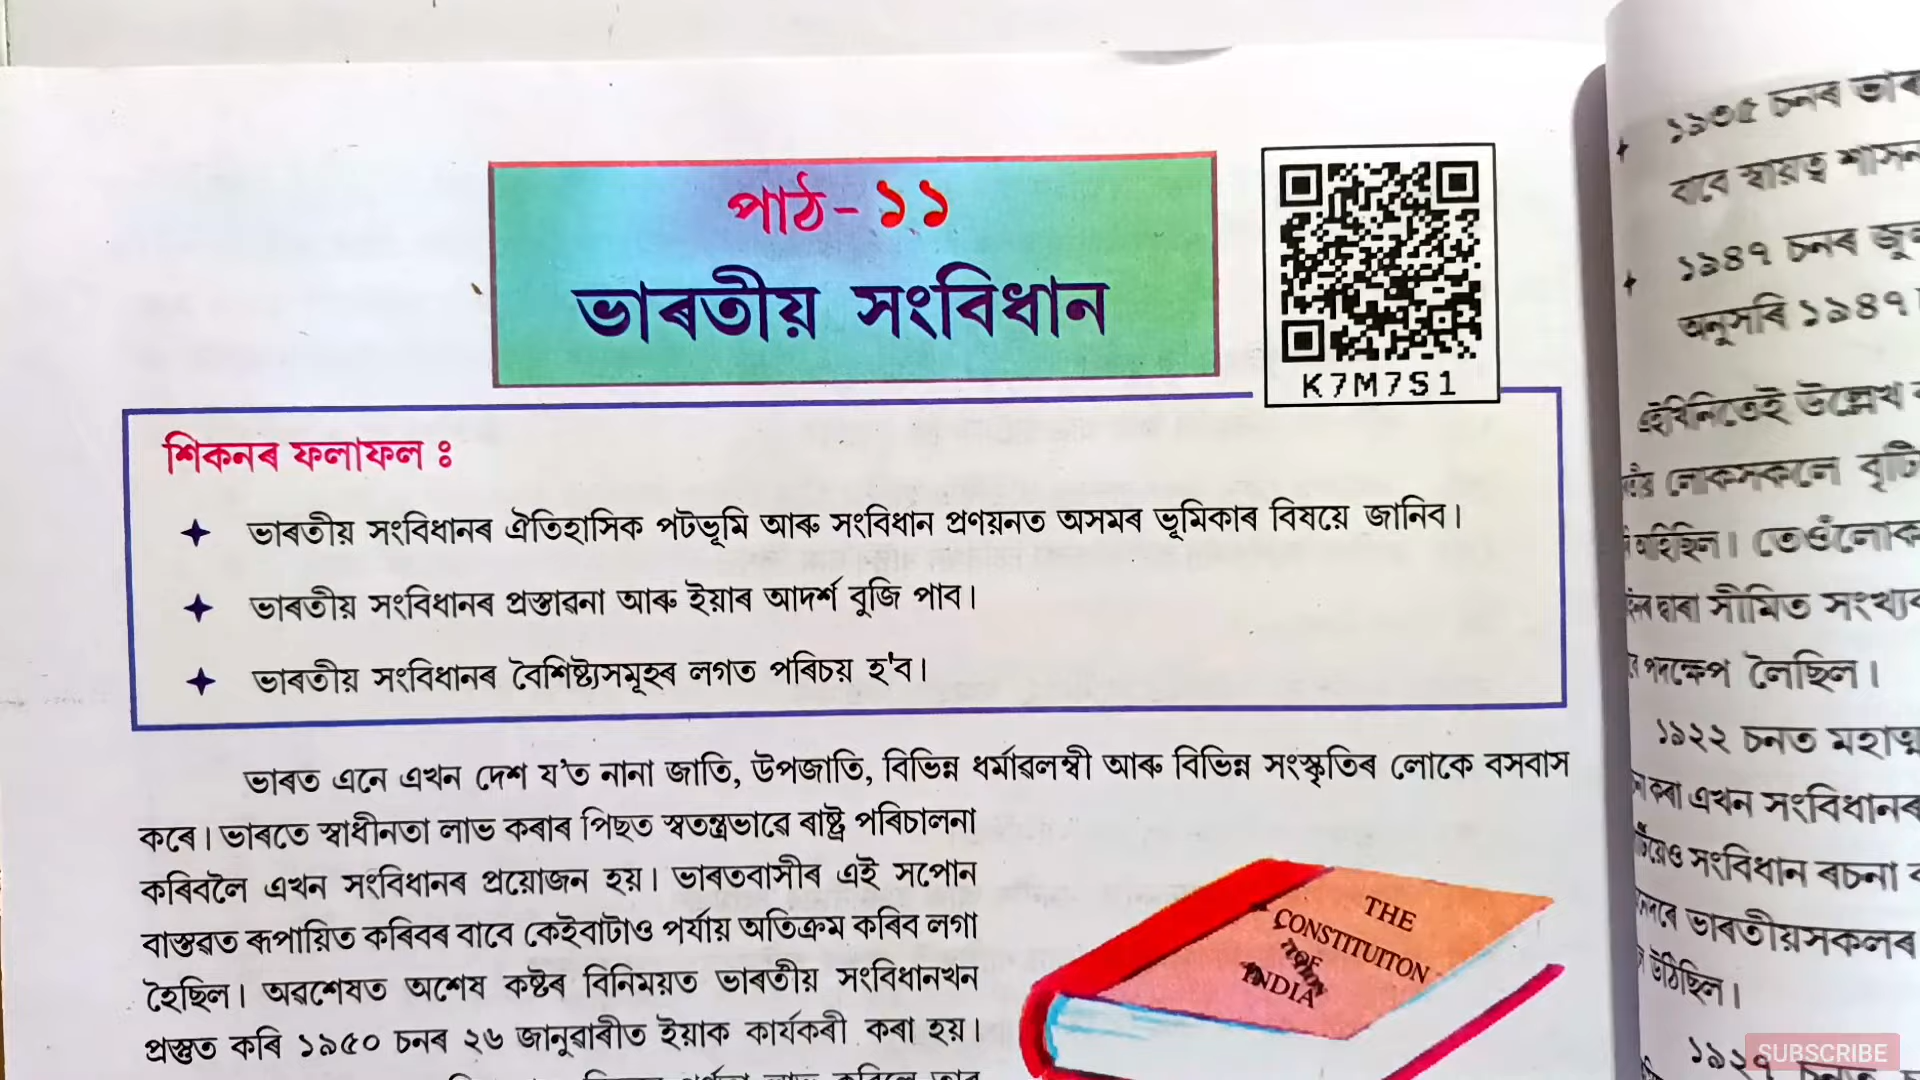 পাঠ- ১১
ভাৰতীয় সংবিধান
K7M7S1
শিকনৰ ফলাফল ঃ
ভাৰতীয় সংবিধানৰ ঐতিহাসিক পটভূমি আৰু সংবিধান প্ৰণয়নত অসমৰ ভূমিকাৰ বিষয়ে জানিব।
ভাৰতীয় সংবিধানৰ প্ৰস্তাৱনা আৰু ইয়াৰ আদৰ্শ বুজি পাব।
ভাৰতীয় সংবিধানৰ বৈশিষ্ট্যসমূহৰ লগত পৰিচয় হ'ব।
ভাৰত এনে এখন দেশ য'ত নানা জাতি, উপজাতি, বিভিন্ন ধৰ্মাৱলম্বী আৰু বিভিন্ন সংস্কৃতিৰ লোকে বসবাস
কৰে। ভাৰতে স্বাধীনতা লাভ কৰাৰ পিছত স্বতন্ত্ৰভাৱে ৰাষ্ট্ৰ পৰিচালনা
কৰিবলৈ এখন সংবিধানৰ প্ৰয়োজন হয়। ভাৰতবাসীৰ এই সপোন
বাস্তৱত ৰূপায়িত কৰিবৰ বাবে কেইবাটাও পৰ্যায় অতিক্ৰম কৰিব লগা
হৈছিল। অৱশেষত অশেষ কষ্টৰ বিনিময়ত ভাৰতীয় সংবিধানখন
প্ৰস্তুত কৰি ১৯৫০ চনৰ ২৬ জানুৱাৰীত ইয়াক কাৰ্যকৰী কৰা হয়।
THE
CONSTITUITON
OF
INDIA
১৯৩৫ চনৰ
বাবে স্বায়ত্ব
১৯৪৭ চনৰ
অনুসৰি ১৯৪৭
এইখিনিতেই উল্লেখ
লোকসকলে
আহিছিল। তেওঁলোক
দ্বাৰা সীমিত
পদক্ষেপ লৈছিল।
১৯২২ চনত
কৰা এখন সংবিধানৰ
সংবিধান ৰচনা
ভাৰতীয়সকলৰ
উঠিছিল।
SUBSCRIBE